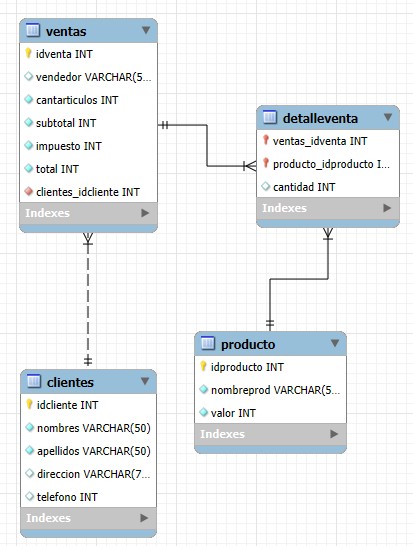 ventas
idventa INT
vendedor VARCHAR(5...
cantarticulos INT
subtotal INT
impuesto INT
total INT
clientes_idcliente INT
Indexes
detalleventa
ventas_idventa INT
producto_idproducto I...
cantidad INT
Indexes
clientes
idcliente INT
nombres VARCHAR(50)
apellidos VARCHAR(50)
direccion VARCHAR(7...
telefono INT
Indexes
producto
idproducto INT
nombreprod VARCHAR(5...
valor INT
Indexes